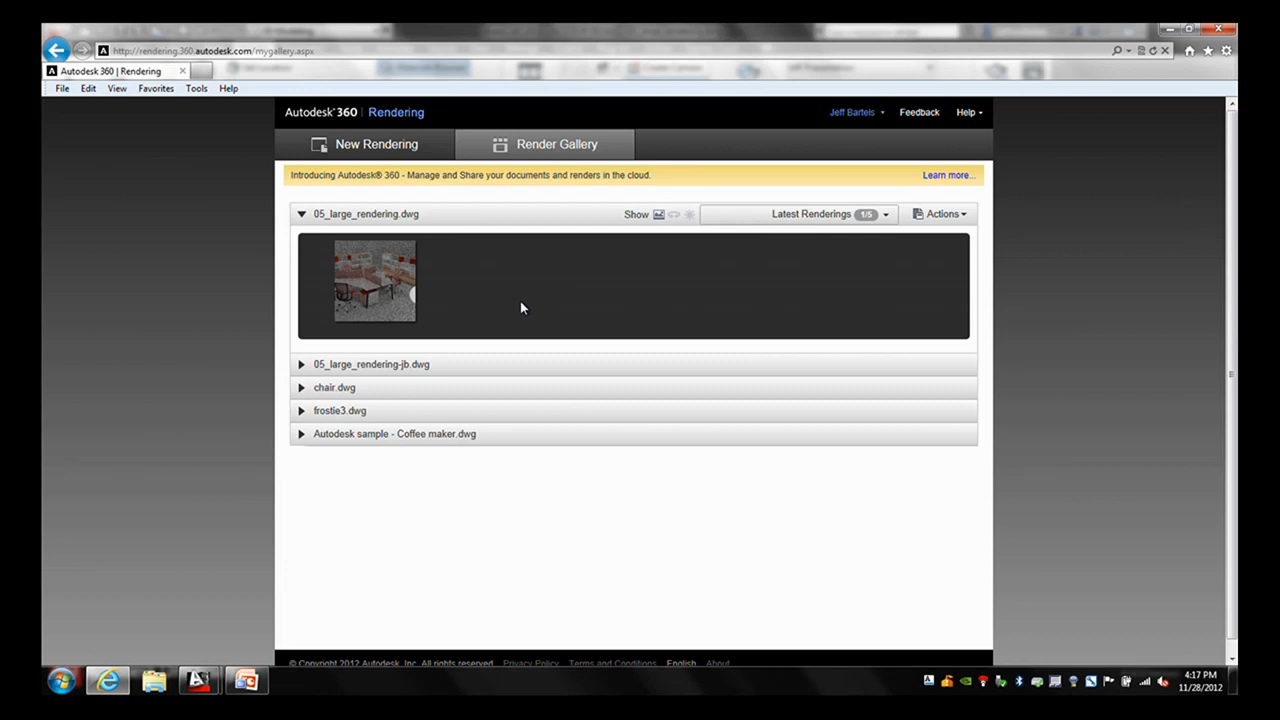 http://rendering.360.autodesk.com/mygallery.aspx
Autodesk 360 | Rendering
File Edit View Favorites Tools Help
Autodesk® 360 | Rendering
Jeff Bartels Feedback Help
New Rendering Render Gallery
Introducing Autodesk® 360 - Manage and Share your documents and renders in the cloud. Learn more...
05_large_rendering.dwg Show Latest Renderings 1/5 Actions
05_large_rendering-jb.dwg
chair.dwg
frostie3.dwg
Autodesk sample - Coffee maker.dwg
© Copyright 2012 Autodesk, Inc. All rights reserved. Privacy Policy Terms and Conditions English About
4:17 PM
11/28/2012